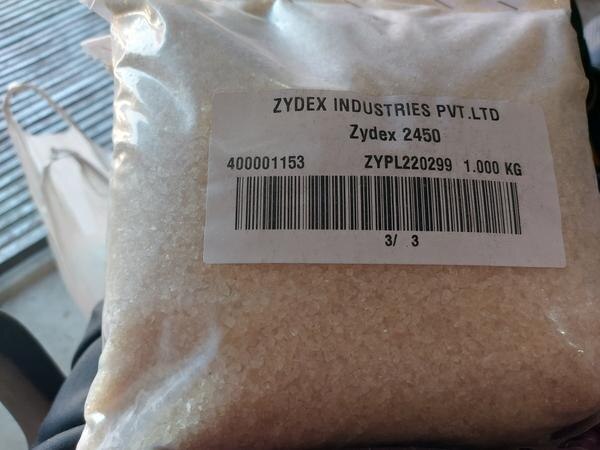 ZYDEX INDUSTRIES PVT.LTD
Zydex 2450
400001153 ZYPL220299 1.000 KG
3/ 3